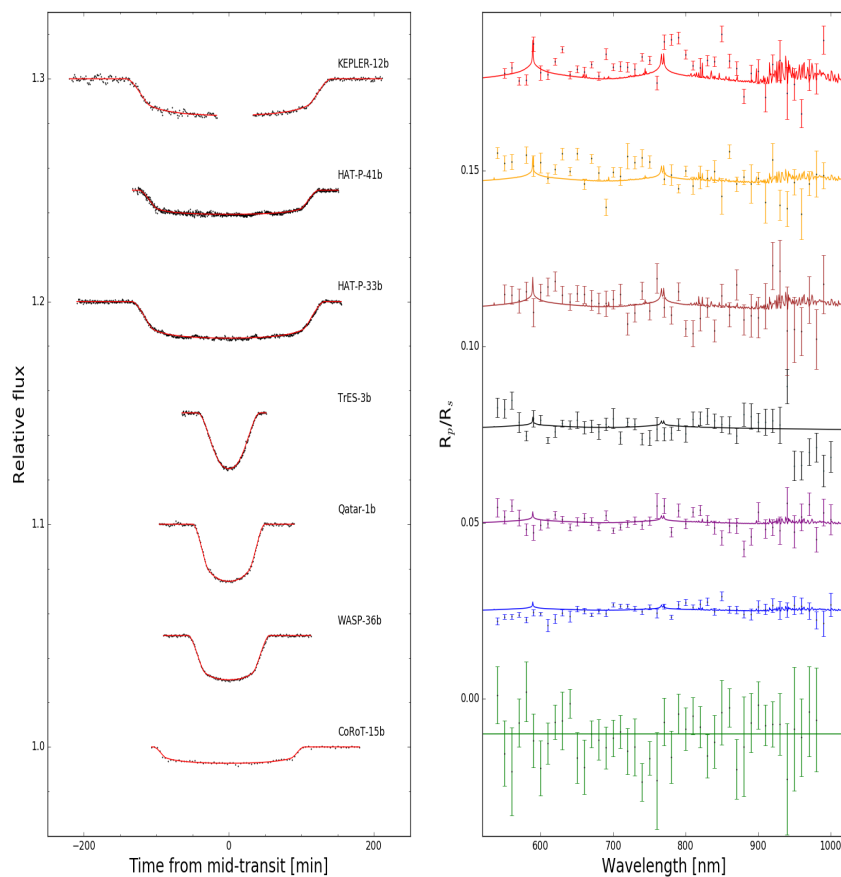 1.3
1.2
1.1
1.0
Relative flux
KEPLER-12b
HAT-P-41b
HAT-P-33b
TrES-3b
Qatar-1b
WASP-36b
CoRoT-15b
−200
0
200
Time from mid-transit [min]
0.15
0.10
0.05
0.00
Rp/Rs
600
700
800
900
1000
Wavelength [nm]